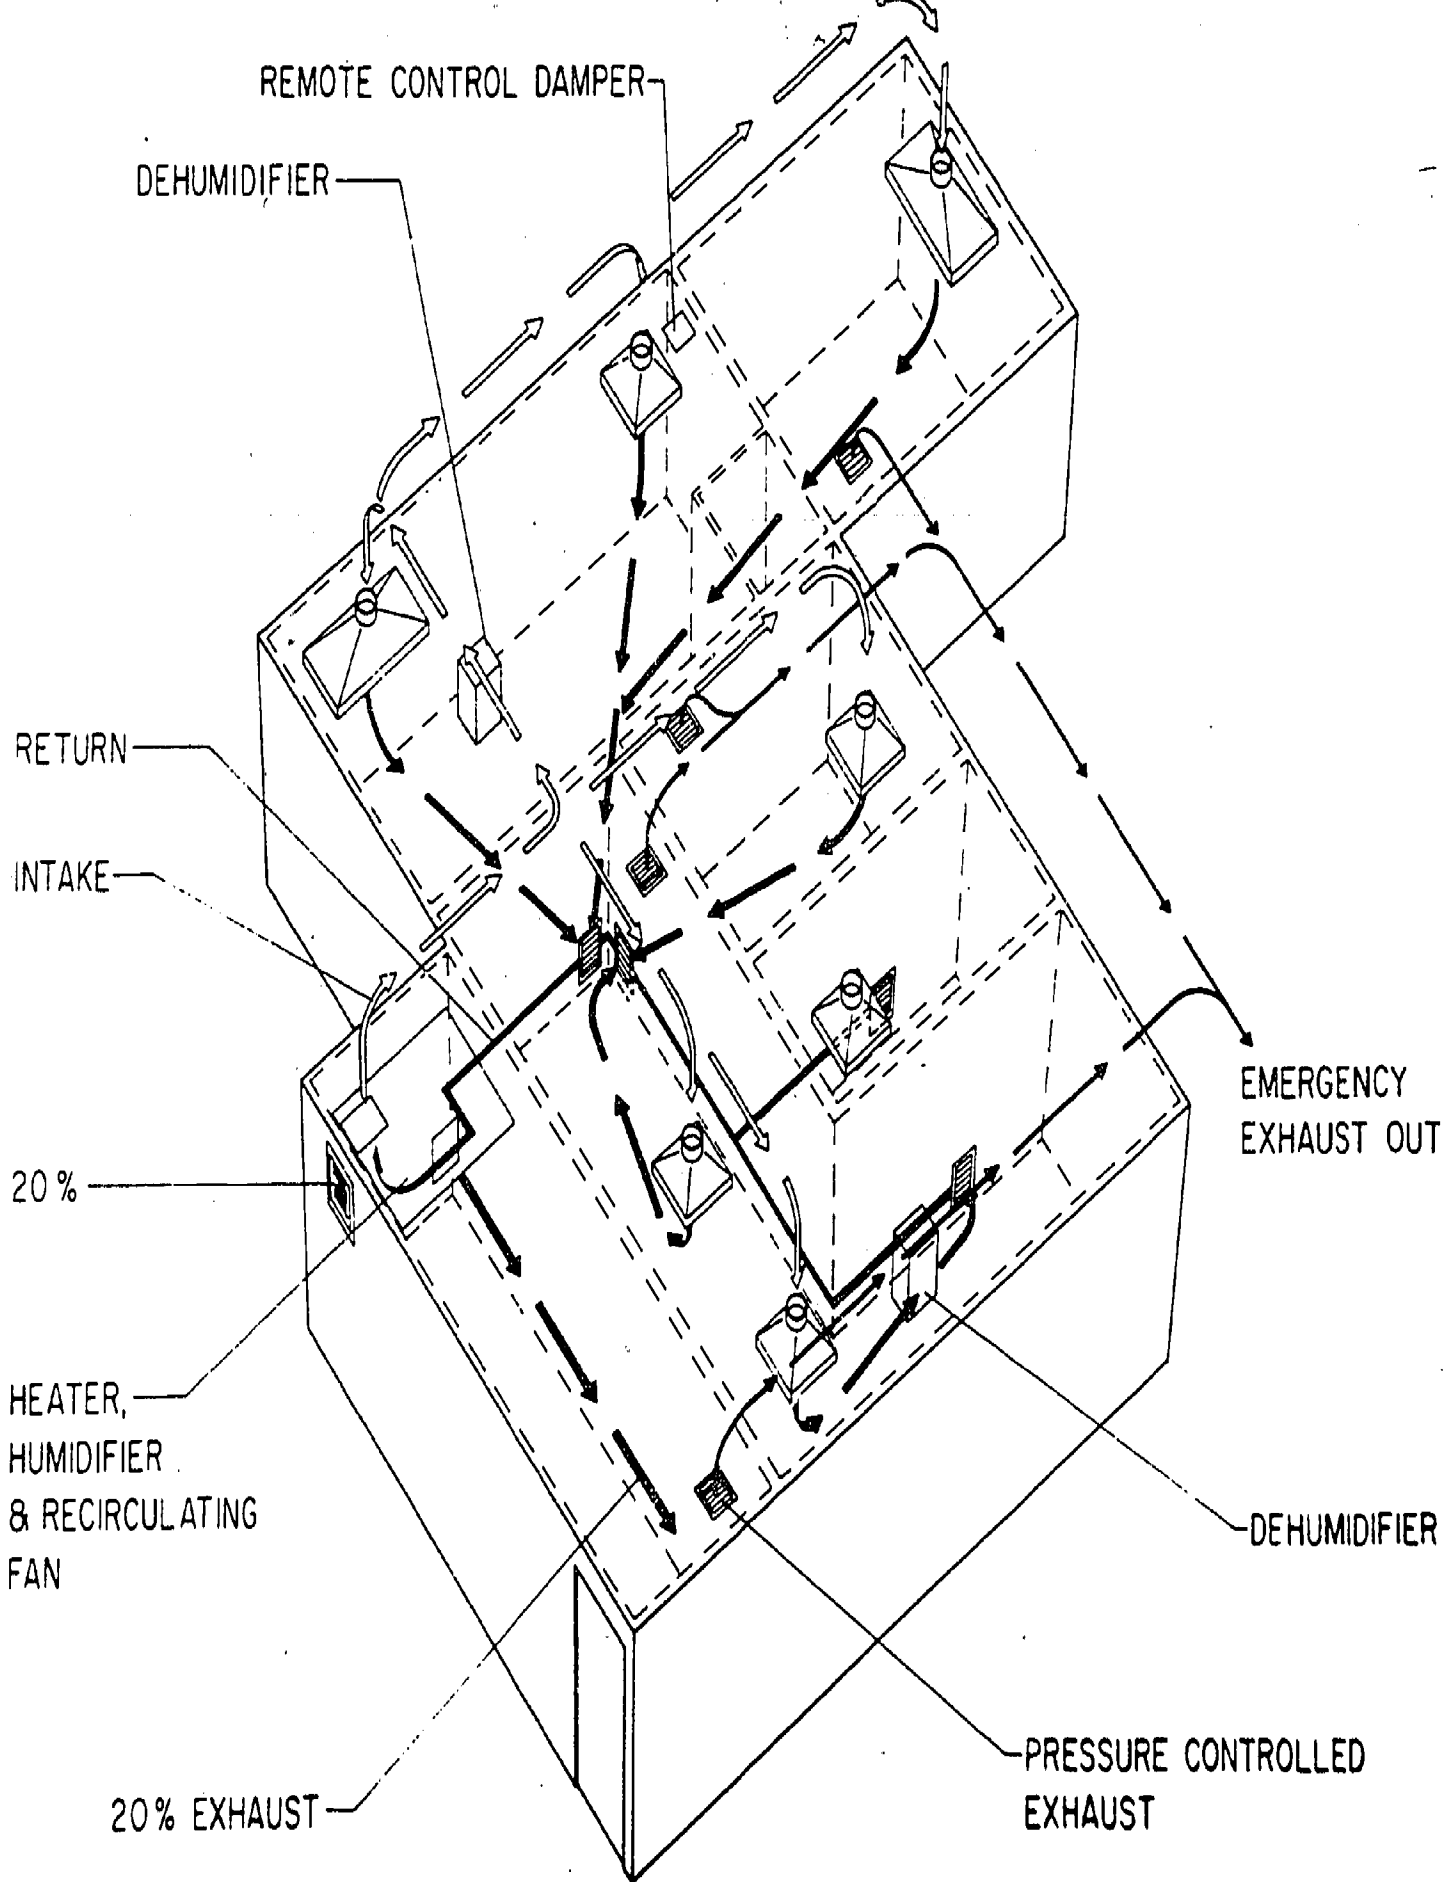 REMOTE CONTROL DAMPER
DEHUMIDIFIER
RETURN
INTAKE
EMERGENCY
EXHAUST OUT
20%
HEATER,
HUMIDIFIER
& RECIRCULATING
FAN
DEHUMIDIFIER
PRESSURE CONTROLLED
EXHAUST
20% EXHAUST